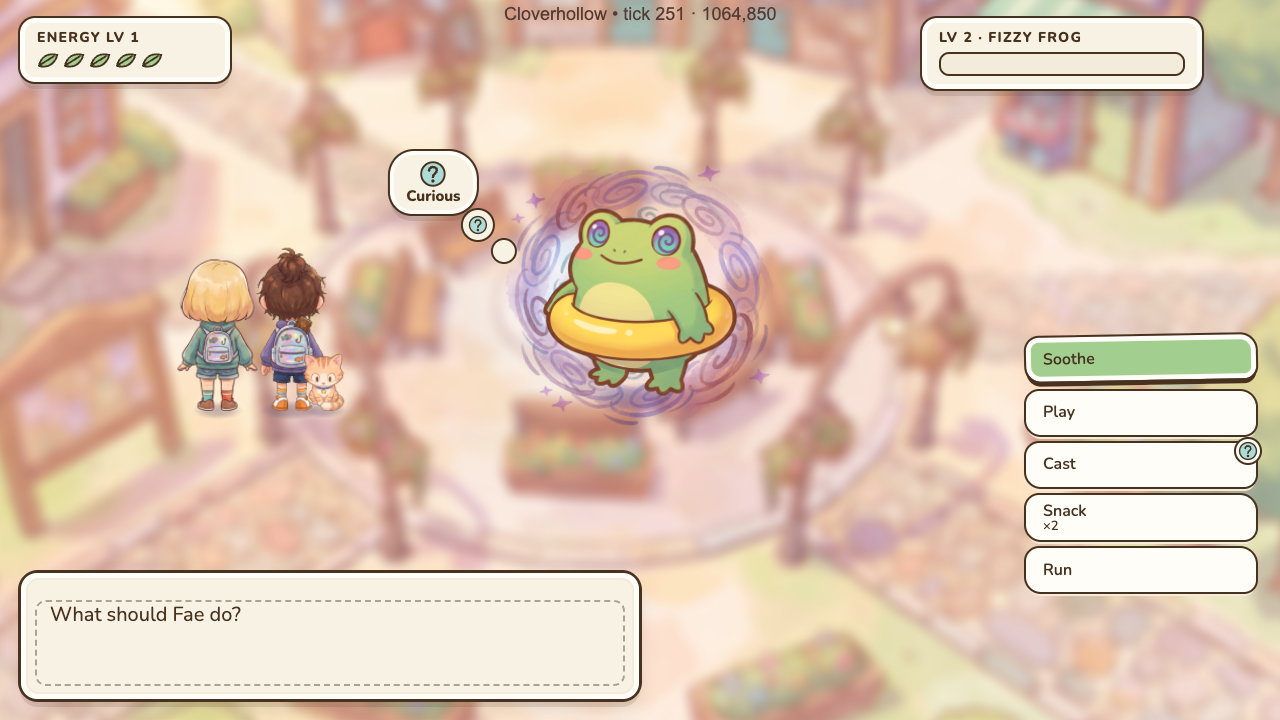 Cloverhollow • tick 251 · 1064,850
ENERGY LV 1
LV 2 · FIZZY FROG
?
Curious
?
Soothe
Play
Cast
?
Snack
×2
Run
What should Fae do?